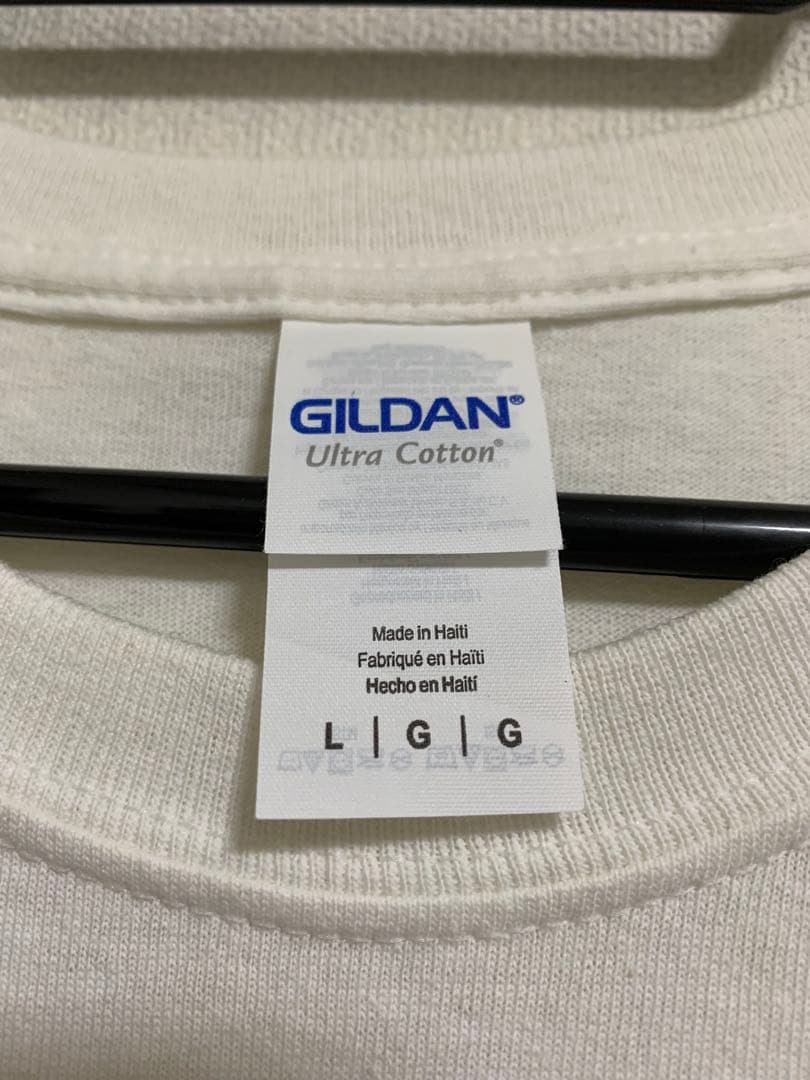 GILDAN®
Ultra Cotton®
Made in Haiti
Fabriqué en Haïti
Hecho en Haití
L | G | G